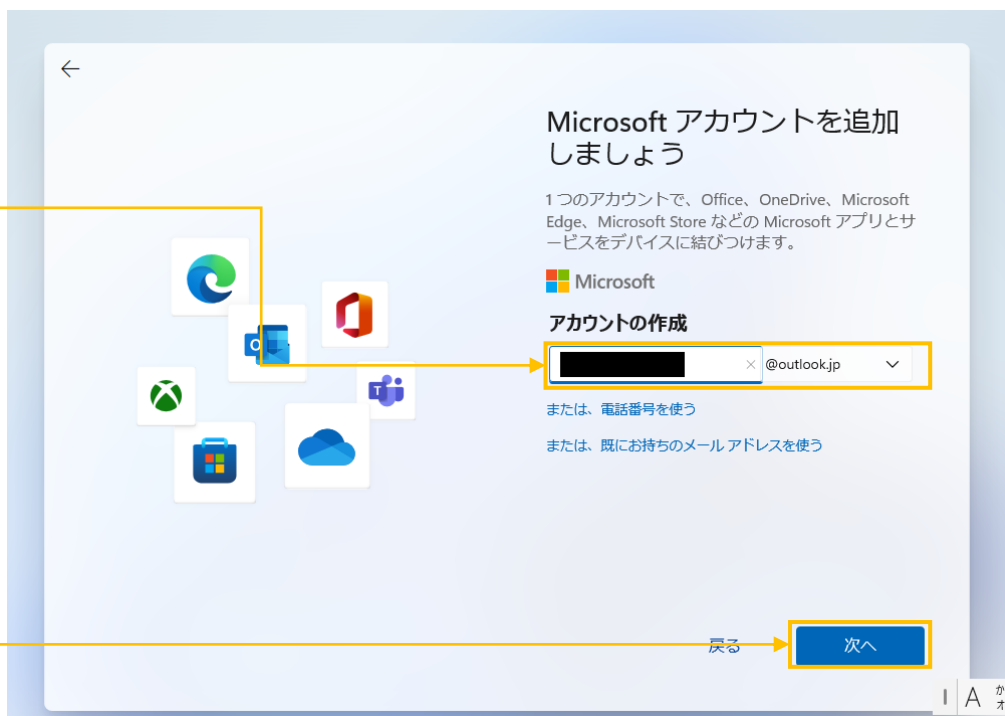 Microsoft アカウントを追加
しましょう
1 つのアカウントで、Office、OneDrive、Microsoft
Edge、Microsoft Store などの Microsoft アプリとサ
ービスをデバイスに結びつけます。
Microsoft
アカウントの作成
@outlook.jp
または、電話番号を使う
または、既にお持ちのメール アドレスを使う
戻る
次へ
A